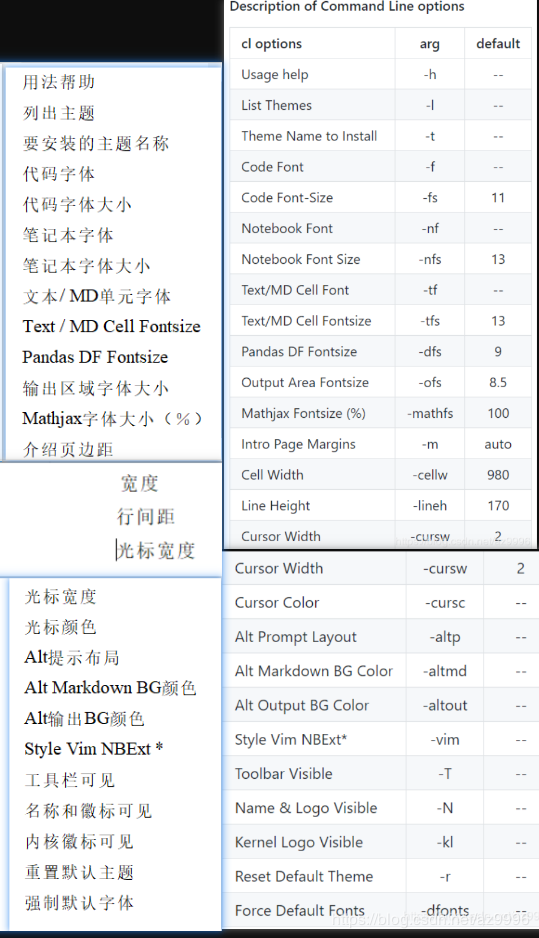 Description of Command Line options
cl options arg default
用法帮助 Usage help -h --
列出主题 List Themes -l --
要安装的主题名称 Theme Name to Install -t --
代码字体 Code Font -f --
代码字体大小 Code Font-Size -fs 11
笔记本字体 Notebook Font -nf --
笔记本字体大小 Notebook Font Size -nfs 13
文本/ MD单元字体 Text/MD Cell Font -tf --
Text / MD Cell Fontsize Text/MD Cell Fontsize -tfs 13
Pandas DF Fontsize Pandas DF Fontsize -dfs 9
输出区域字体大小 Output Area Fontsize -ofs 8.5
Mathjax字体大小（％） Mathjax Fontsize (%) -mathfs 100
介绍页边距 Intro Page Margins -m auto
宽度 Cell Width -cellw 980
行间距 Line Height -lineh 170
光标宽度 Cursor Width -cursw 2
光标宽度 Cursor Width -cursw 2
光标颜色 Cursor Color -cursc --
Alt提示布局 Alt Prompt Layout -altp --
Alt Markdown BG颜色 Alt Markdown BG Color -altmd --
Alt输出BG颜色 Alt Output BG Color -altout --
Style Vim NBExt * Style Vim NBExt* -vim --
工具栏可见 Toolbar Visible -T --
名称和徽标可见 Name & Logo Visible -N --
内核徽标可见 Kernel Logo Visible -kl --
重置默认主题 Reset Default Theme -r --
强制默认字体 Force Default Fonts -dfonts --
https://blog.csdn.net/az9996